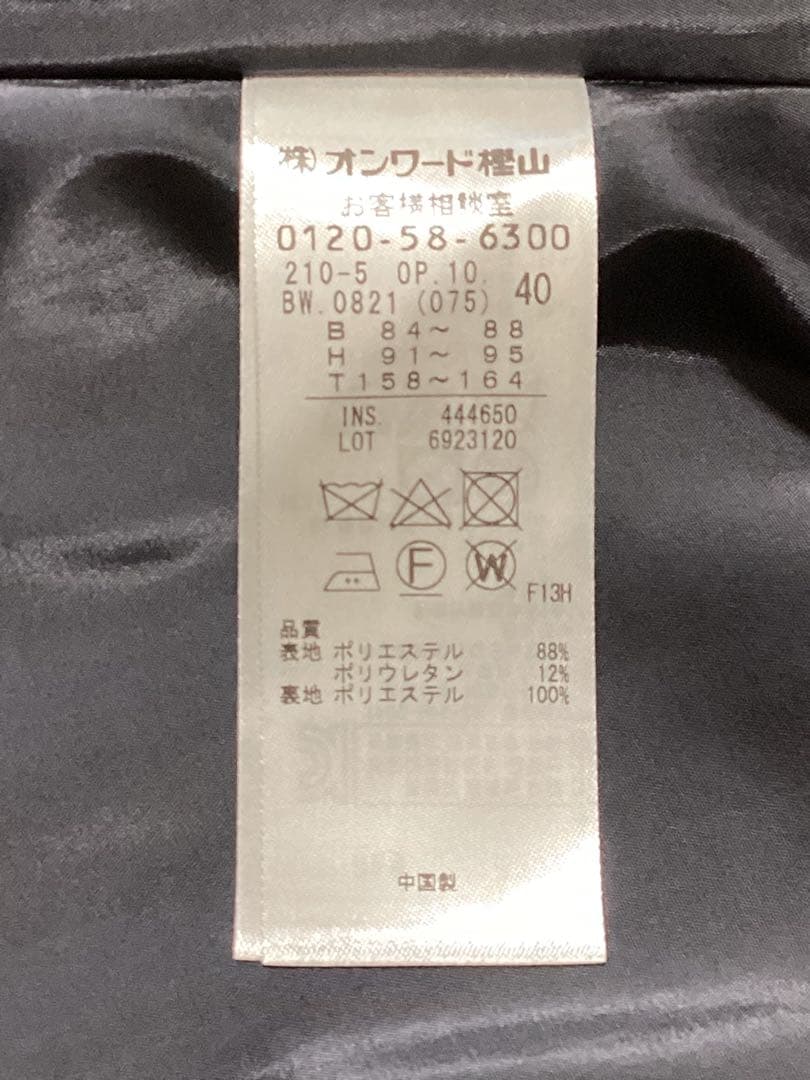 (株)オンワード樫山
お客様相談室
0120-58-6300
210-5 OP.10. 40
BW.0821 (075)
B 84～ 88
H 91～ 95
T 158～164
INS. 444650
LOT 6923120
F W
F13H
品質
表地 ポリエステル 88%
ポリウレタン 12%
裏地 ポリエステル 100%
中国製